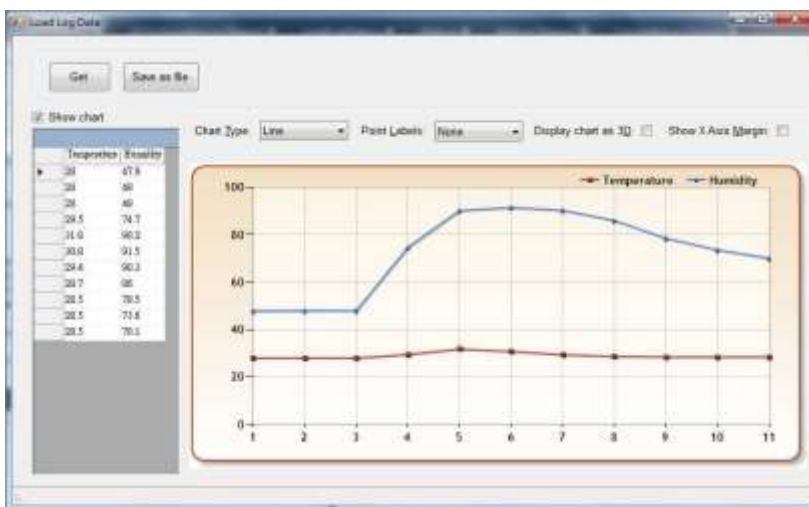 Load Log Data
Get Save as file
Show chart
Chart Type Line Point Labels None Display chart as 3D Show X Axis Margin
28 47.9
28 48
28 48
29.5 74.7
31.8 90.2
30.8 91.5
29.4 90.3
28.7 86
28.5 78.5
28.5 73.6
28.5 70.1
Temperature Humidity
100
80
60
40
20
0
1 2 3 4 5 6 7 8 9 10 11